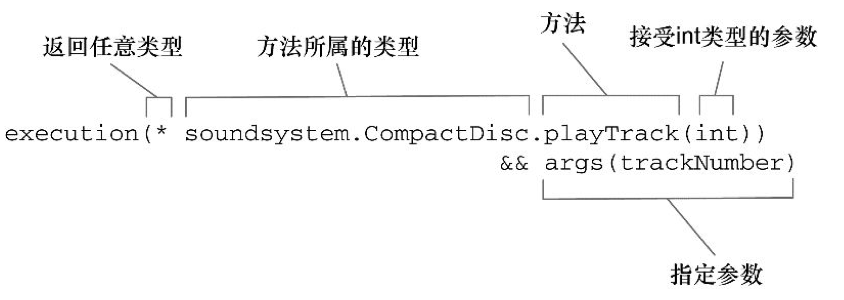 返回任意类型
方法所属的类型
方法
接受int类型的参数
execution(* soundsystem.CompactDisc.playTrack(int))
&& args(trackNumber)
指定参数